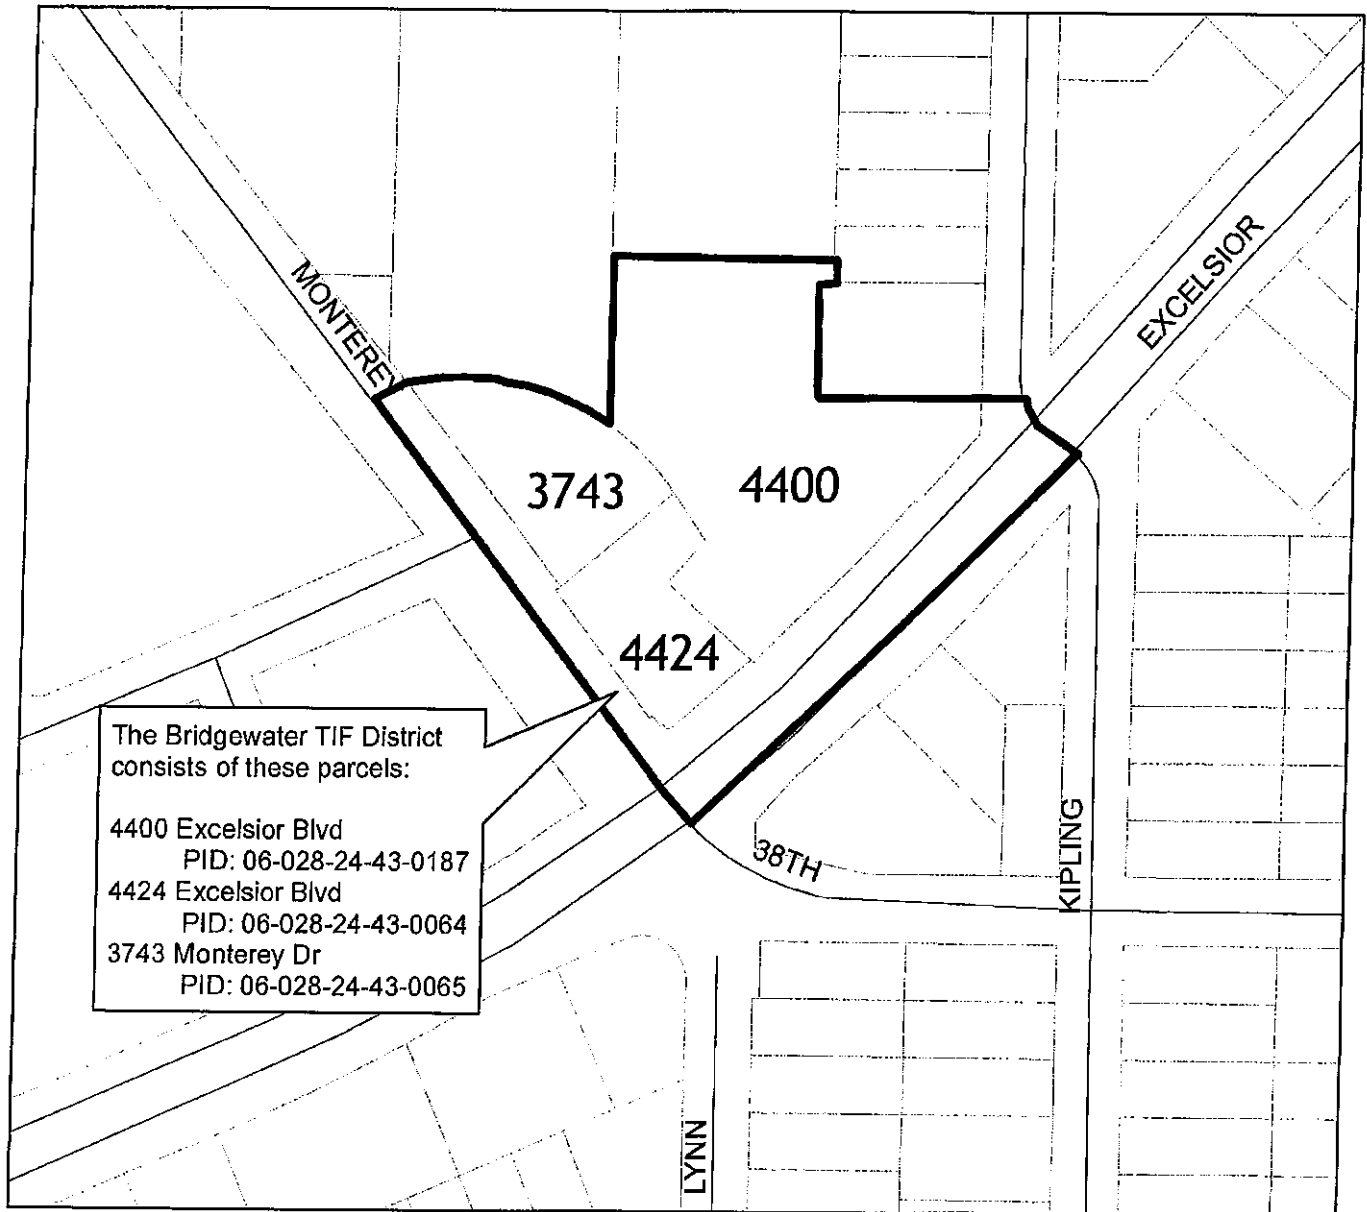 MONTEREY
EXCELSIOR
3743
4400
4424
The Bridgewater TIF District
consists of these parcels:
4400 Excelsior Blvd
PID: 06-028-24-43-0187
4424 Excelsior Blvd
PID: 06-028-24-43-0064
3743 Monterey Dr
PID: 06-028-24-43-0065
38TH
KIPLING
LYNN